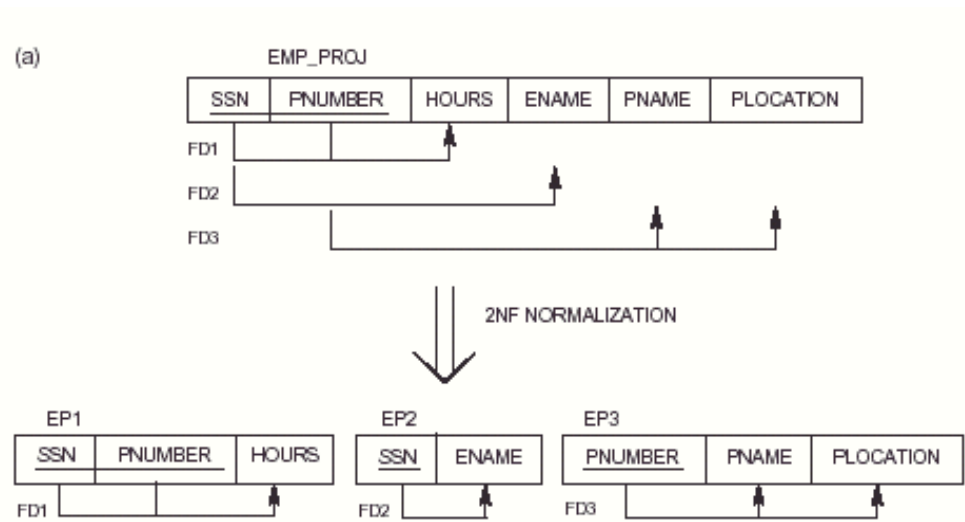 (a)
EMP_PROJ
SSN PNUMBER HOURS ENAME PNAME PLOCATION
FD1
FD2
FD3
2NF NORMALIZATION
EP1 EP2 EP3
SSN PNUMBER HOURS SSN ENAME PNUMBER PNAME PLOCATION
FD1 FD2 FD3